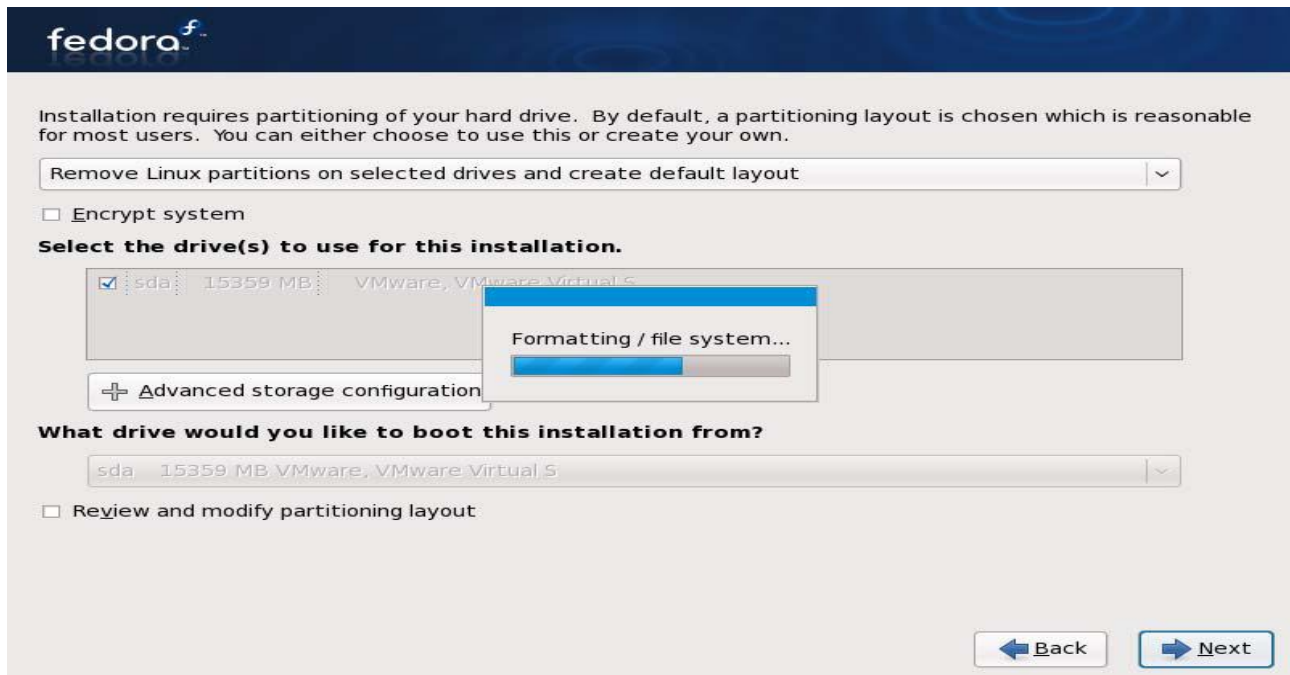 fedora
Installation requires partitioning of your hard drive. By default, a partitioning layout is chosen which is reasonable
for most users. You can either choose to use this or create your own.
Remove Linux partitions on selected drives and create default layout
Encrypt system
Select the drive(s) to use for this installation.
sda 15359 MB VMware, VMware Virtual S
Formatting / file system...
Advanced storage configuration
What drive would you like to boot this installation from?
sda 15359 MB VMware, VMware Virtual S
Review and modify partitioning layout
Back
Next